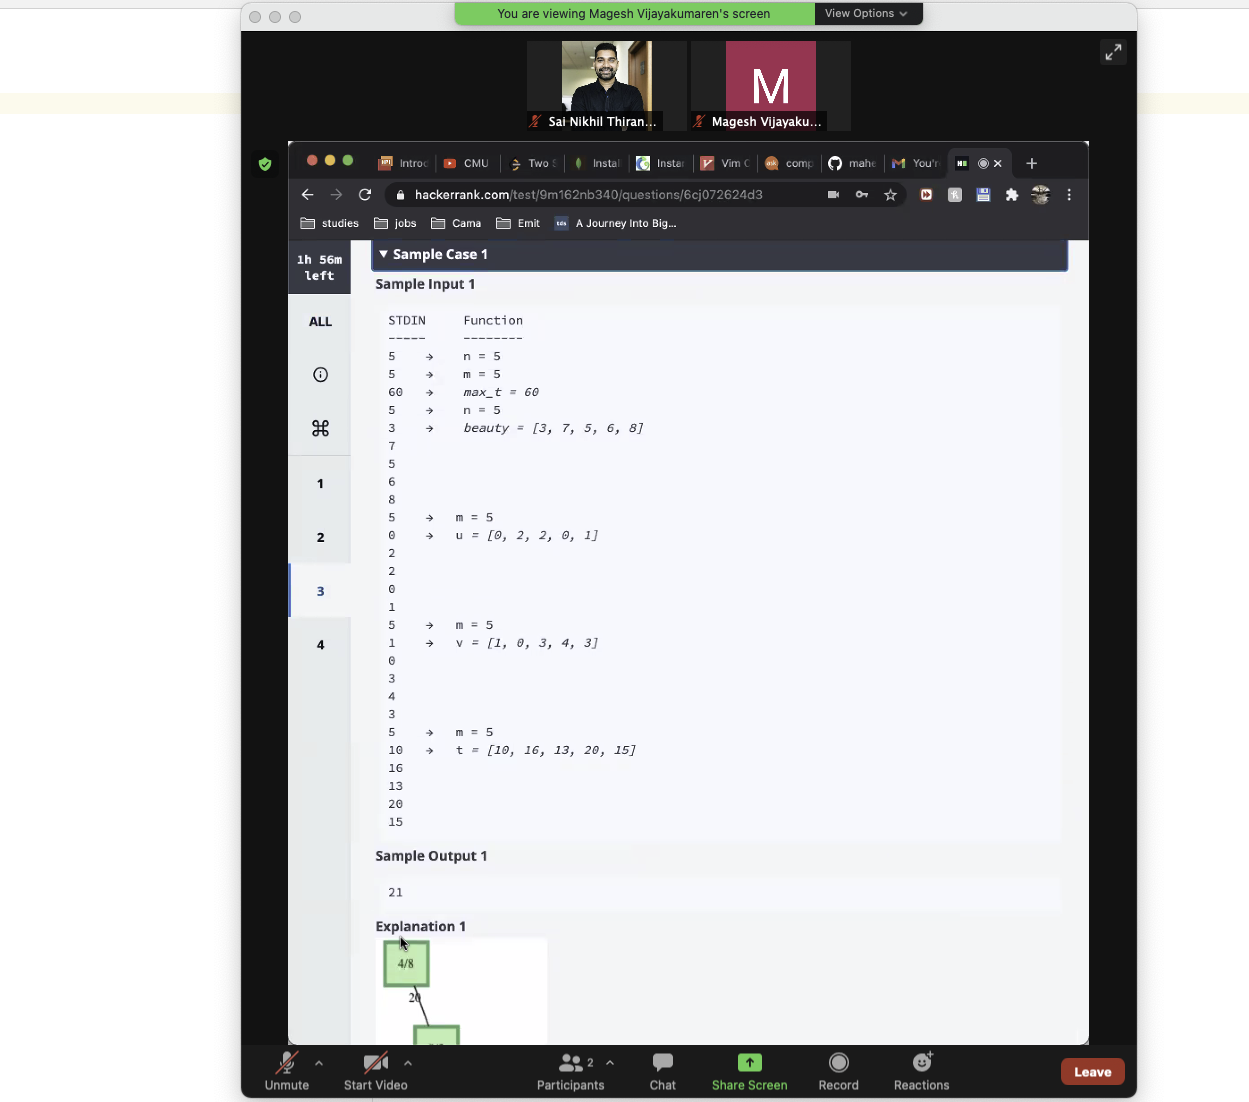 You are viewing Magesh Vijayakumaren's screen
View Options
Sai Nikhil Thiran...
M
Magesh Vijayaku...
Introc
CMU
Two S
Instal
Instar
Vim C
comp
mahe
You'r
hackerrank.com/test/9m162nb340/questions/6cj072624d3
studies
jobs
Cama
Emit
A Journey Into Big...
1h 56m
left
ALL
1
2
3
4
Sample Case 1
Sample Input 1
STDIN Function
----- --------
5 → n = 5
5 → m = 5
60 → max_t = 60
5 → n = 5
3 → beauty = [3, 7, 5, 6, 8]
7
5
6
8
5 → m = 5
0 → u = [0, 2, 2, 0, 1]
2
2
0
1
5 → m = 5
1 → v = [1, 0, 3, 4, 3]
0
3
4
3
5 → m = 5
10 → t = [10, 16, 13, 20, 15]
16
13
20
15
Sample Output 1
21
Explanation 1
4/8
20
Unmute
Start Video
2
Participants
Chat
Share Screen
Record
Reactions
Leave